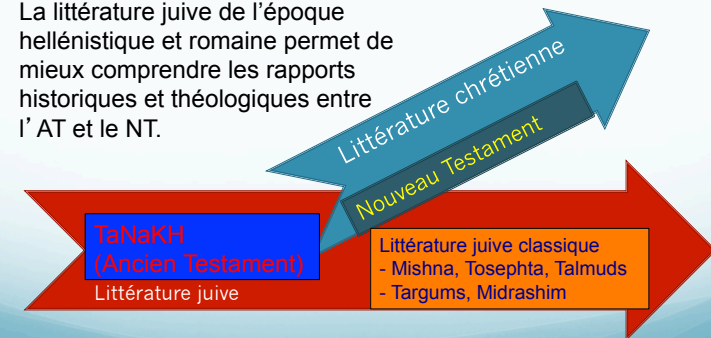 La littérature juive de l’époque
hellénistique et romaine permet de
mieux comprendre les rapports
historiques et théologiques entre
l’ AT et le NT.
Littérature chrétienne
Nouveau Testament
TaNaKH
(Ancien Testament)
Littérature juive
Littérature juive classique
- Mishna, Tosephta, Talmuds
- Targums, Midrashim